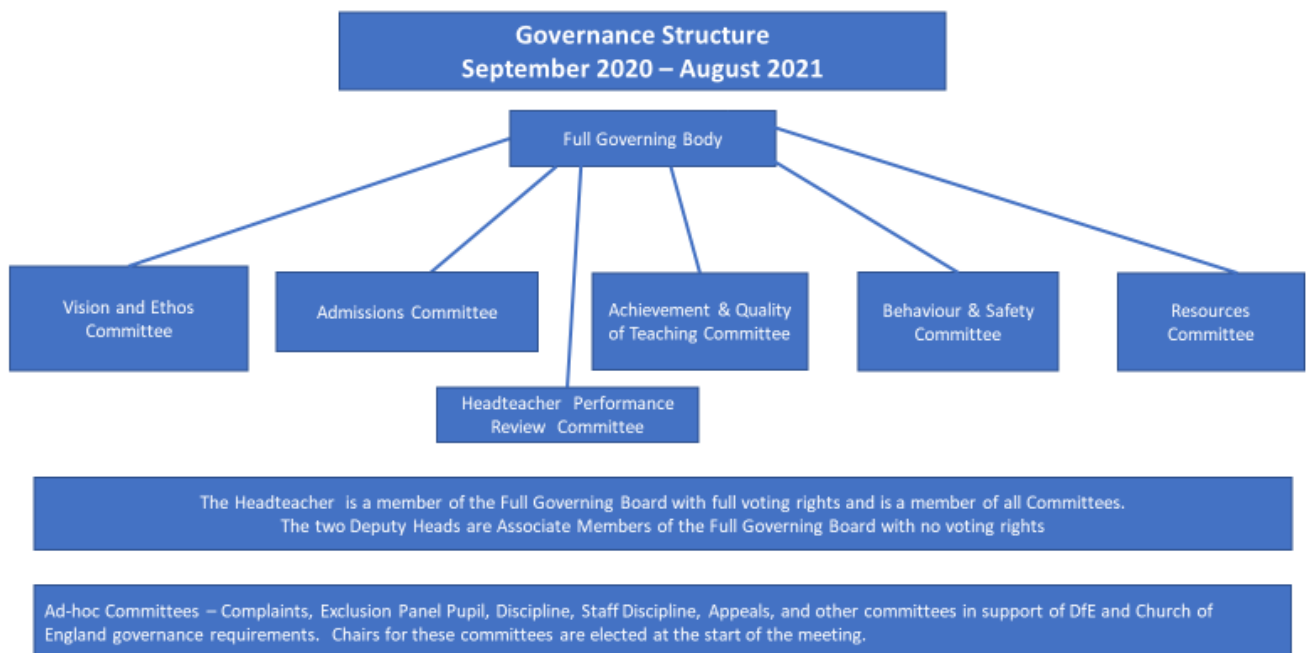 Governance Structure
September 2020 – August 2021
Full Governing Body
Vision and Ethos
Committee
Admissions Committee
Achievement & Quality
of Teaching Committee
Behaviour & Safety
Committee
Resources
Committee
Headteacher Performance
Review Committee
The Headteacher is a member of the Full Governing Board with full voting rights and is a member of all Committees.
The two Deputy Heads are Associate Members of the Full Governing Board with no voting rights
Ad-hoc Committees – Complaints, Exclusion Panel Pupil, Discipline, Staff Discipline, Appeals, and other committees in support of DfE and Church of
England governance requirements. Chairs for these committees are elected at the start of the meeting.